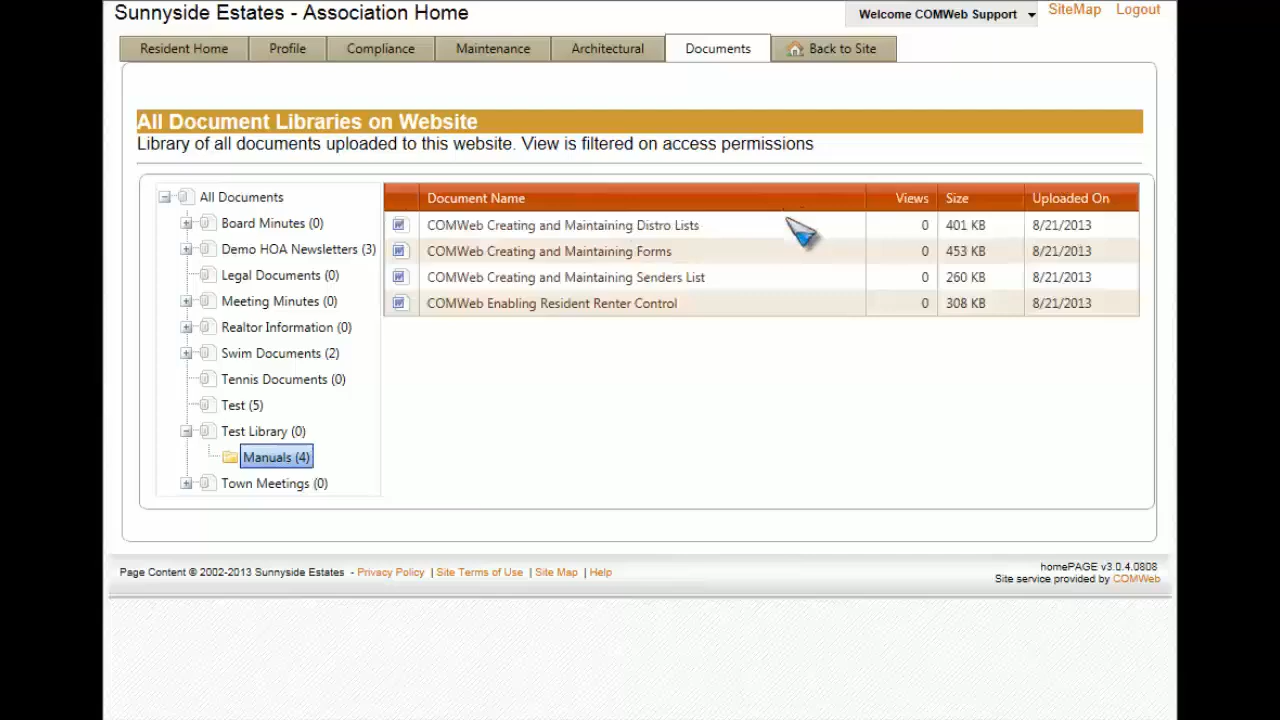 Sunnyside Estates - Association Home
Welcome COMWeb Support
SiteMap
Logout
Resident Home
Profile
Compliance
Maintenance
Architectural
Documents
Back to Site
All Document Libraries on Website
Library of all documents uploaded to this website. View is filtered on access permissions
All Documents
Board Minutes (0)
Demo HOA Newsletters (3)
Legal Documents (0)
Meeting Minutes (0)
Realtor Information (0)
Swim Documents (2)
Tennis Documents (0)
Test (5)
Test Library (0)
Manuals (4)
Town Meetings (0)
Document Name Views Size Uploaded On
COMWeb Creating and Maintaining Distro Lists 0 401 KB 8/21/2013
COMWeb Creating and Maintaining Forms 0 453 KB 8/21/2013
COMWeb Creating and Maintaining Senders List 0 260 KB 8/21/2013
COMWeb Enabling Resident Renter Control 0 308 KB 8/21/2013
Page Content © 2002-2013 Sunnyside Estates - Privacy Policy | Site Terms of Use | Site Map | Help
homePAGE v3.0.4.0808
Site service provided by COMWeb